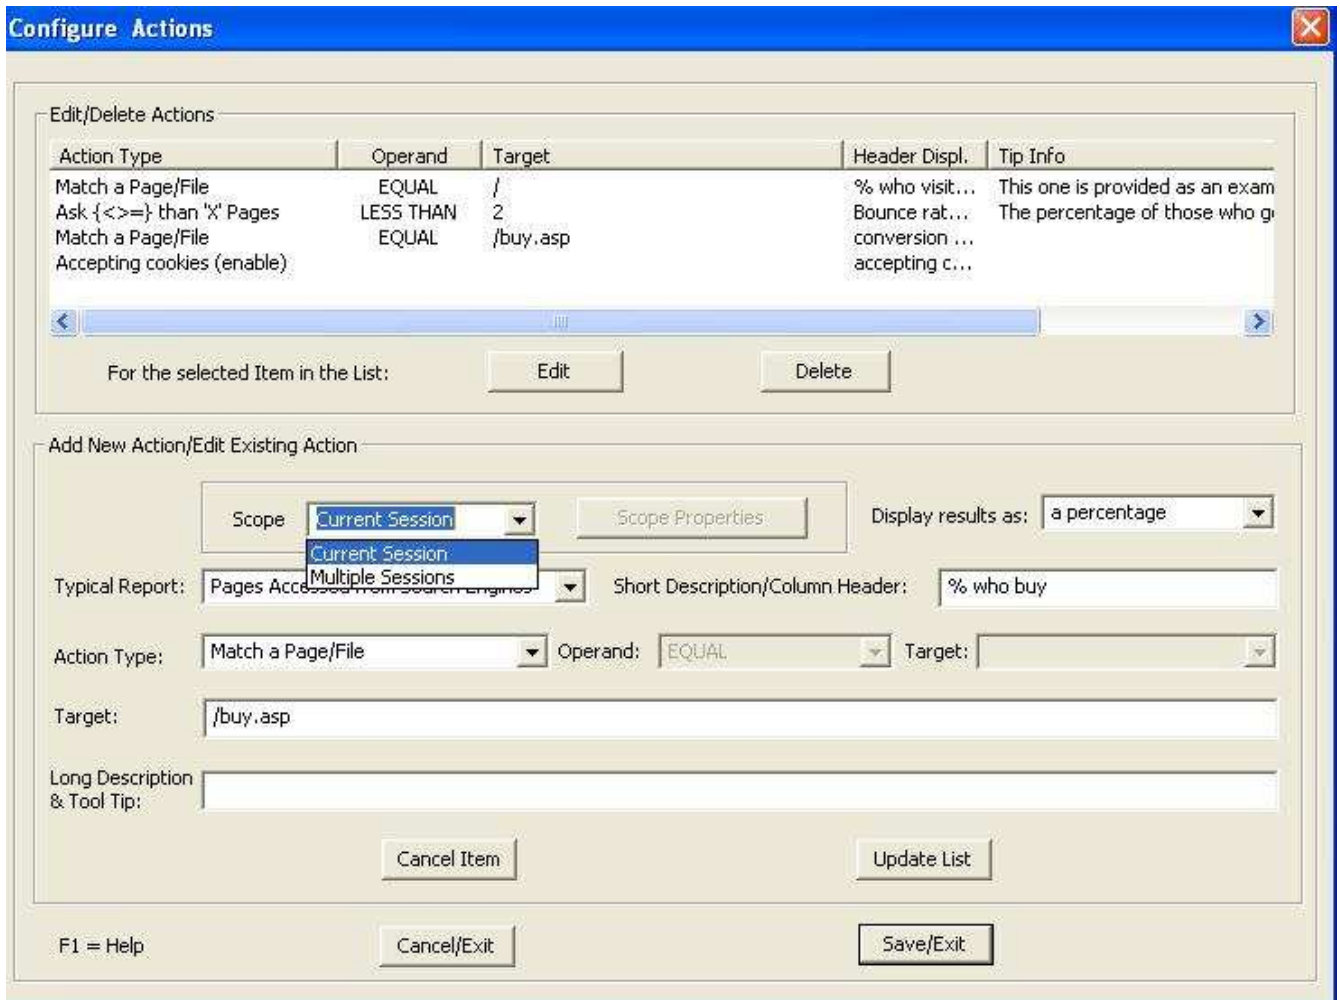 Configure Actions
Edit/Delete Actions
Action Type Operand Target Header Displ. Tip Info
Match a Page/File EQUAL / % who visit... This one is provided as an exam
Ask {<>=} than 'X' Pages LESS THAN 2 Bounce rat... The percentage of those who g
Match a Page/File EQUAL /buy.asp conversion ...
Accepting cookies (enable) accepting c...
For the selected Item in the List: Edit Delete
Add New Action/Edit Existing Action
Scope Current Session Scope Properties Display results as: a percentage
Current Session
Multiple Sessions
Typical Report: Pages Accessed from Search Engines Short Description/Column Header: % who buy
Action Type: Match a Page/File Operand: EQUAL Target:
Target: /buy.asp
Long Description
& Tool Tip:
Cancel Item Update List
F1 = Help Cancel/Exit Save/Exit